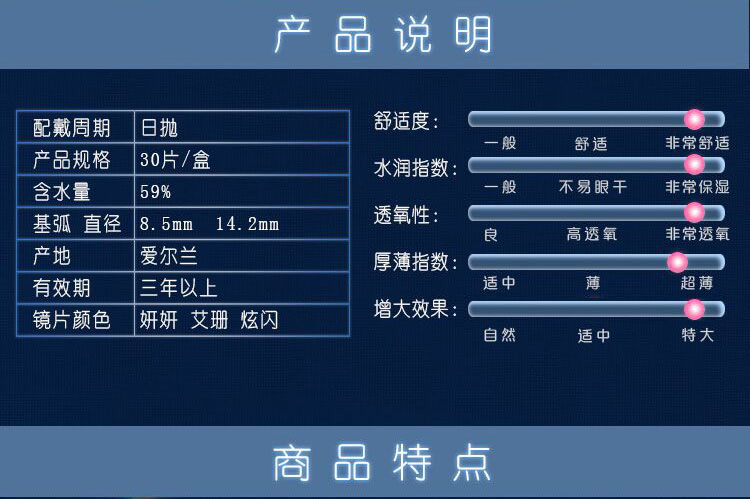 产品说明
配戴周期 日抛
产品规格 30片/盒
含水量 59%
基弧 直径 8.5mm 14.2mm
产地 爱尔兰
有效期 三年以上
镜片颜色 妍妍 艾珊 炫闪
舒适度:
一般 舒适 非常舒适
水润指数:
一般 不易眼干 非常保湿
透氧性:
良 高透氧 非常透氧
厚薄指数:
适中 薄 超薄
增大效果:
自然 适中 特大
商品特点